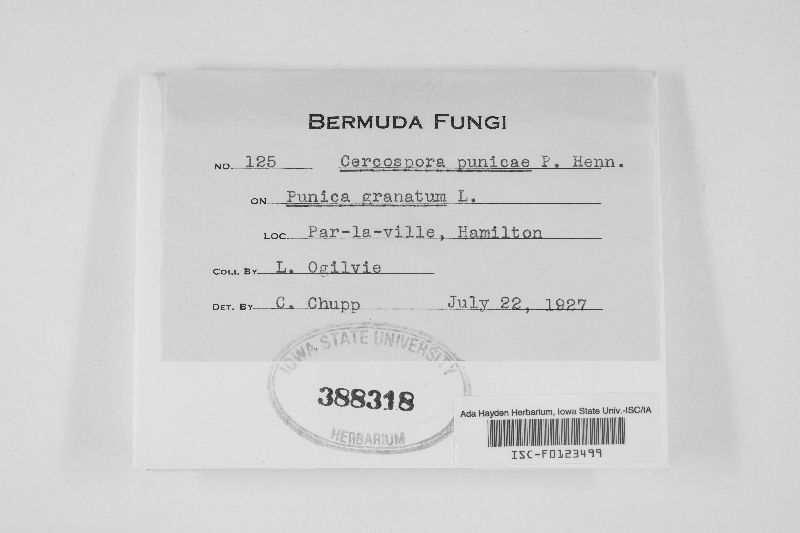 BERMUDA FUNGI
NO. 125 Cercospora punicae P. Henn.
ON Punica granatum L.
LOC. Par-la-ville, Hamilton
COLL. BY L. Ogilvie
DET. BY C. Chupp July 22, 1927
IOWA STATE UNIVERSITY
388318
HERBARIUM
Ada Hayden Herbarium, Iowa State Univ.-ISC/IA
ISC-F0123499